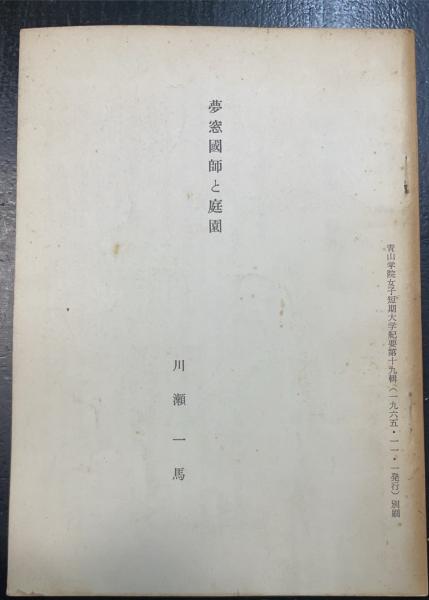 青山学院女子短期大学紀要第十九輯（一九六五・一一・一発行）別刷
夢窓國師と庭園
川瀬一馬